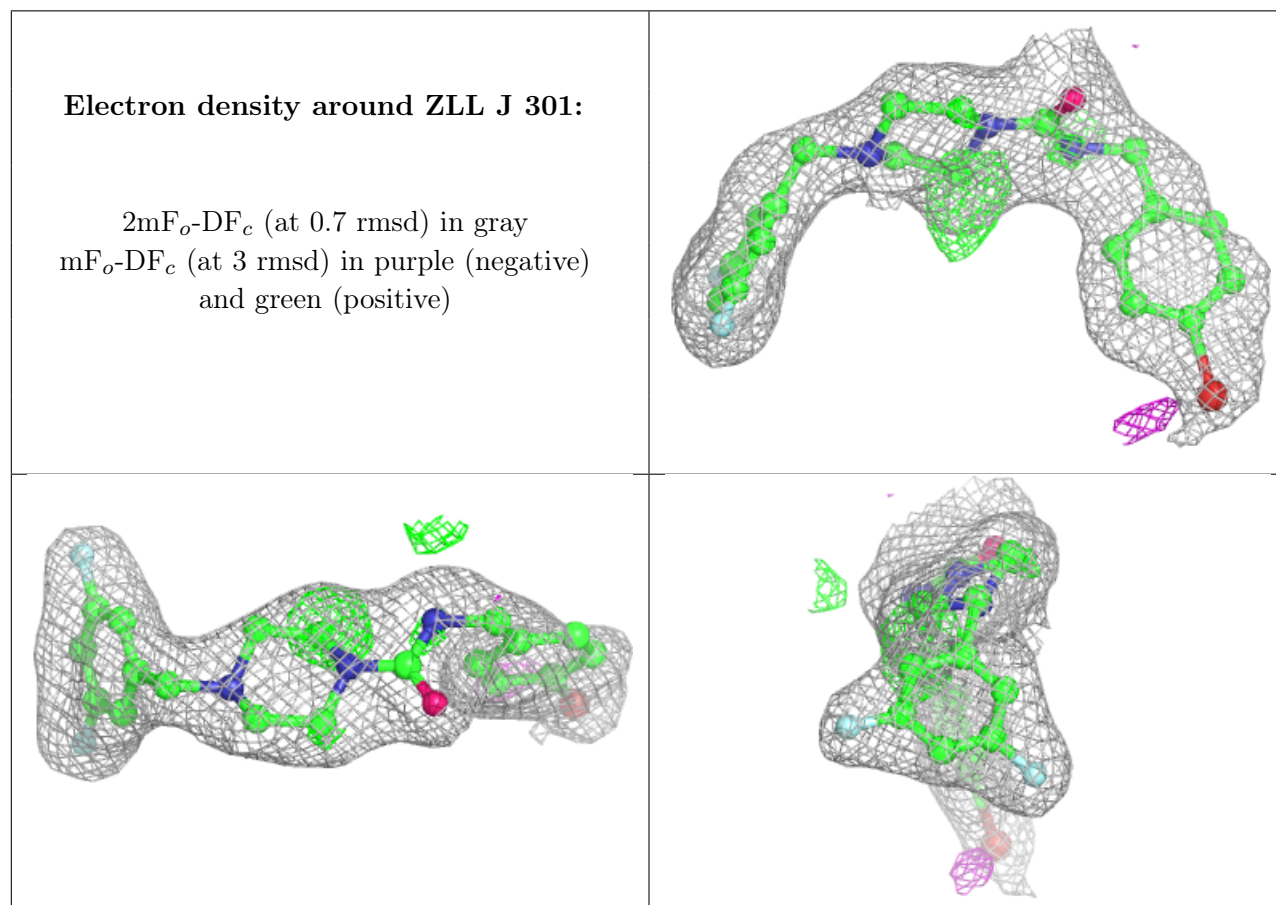 Electron density around ZLL J 301:
2mFo-DFc (at 0.7 rmsd) in gray
mFo-DFc (at 3 rmsd) in purple (negative)
and green (positive)